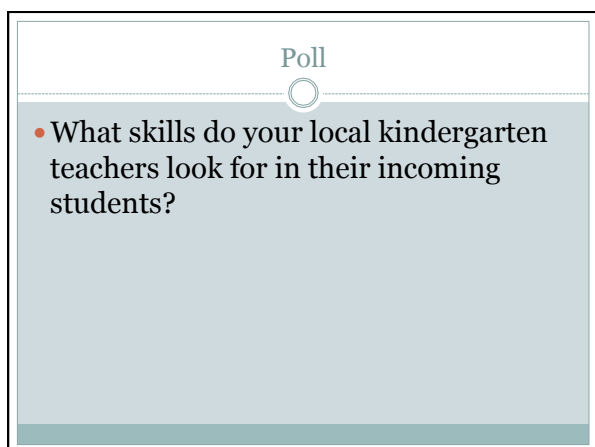 Poll
• What skills do your local kindergarten
teachers look for in their incoming
students?